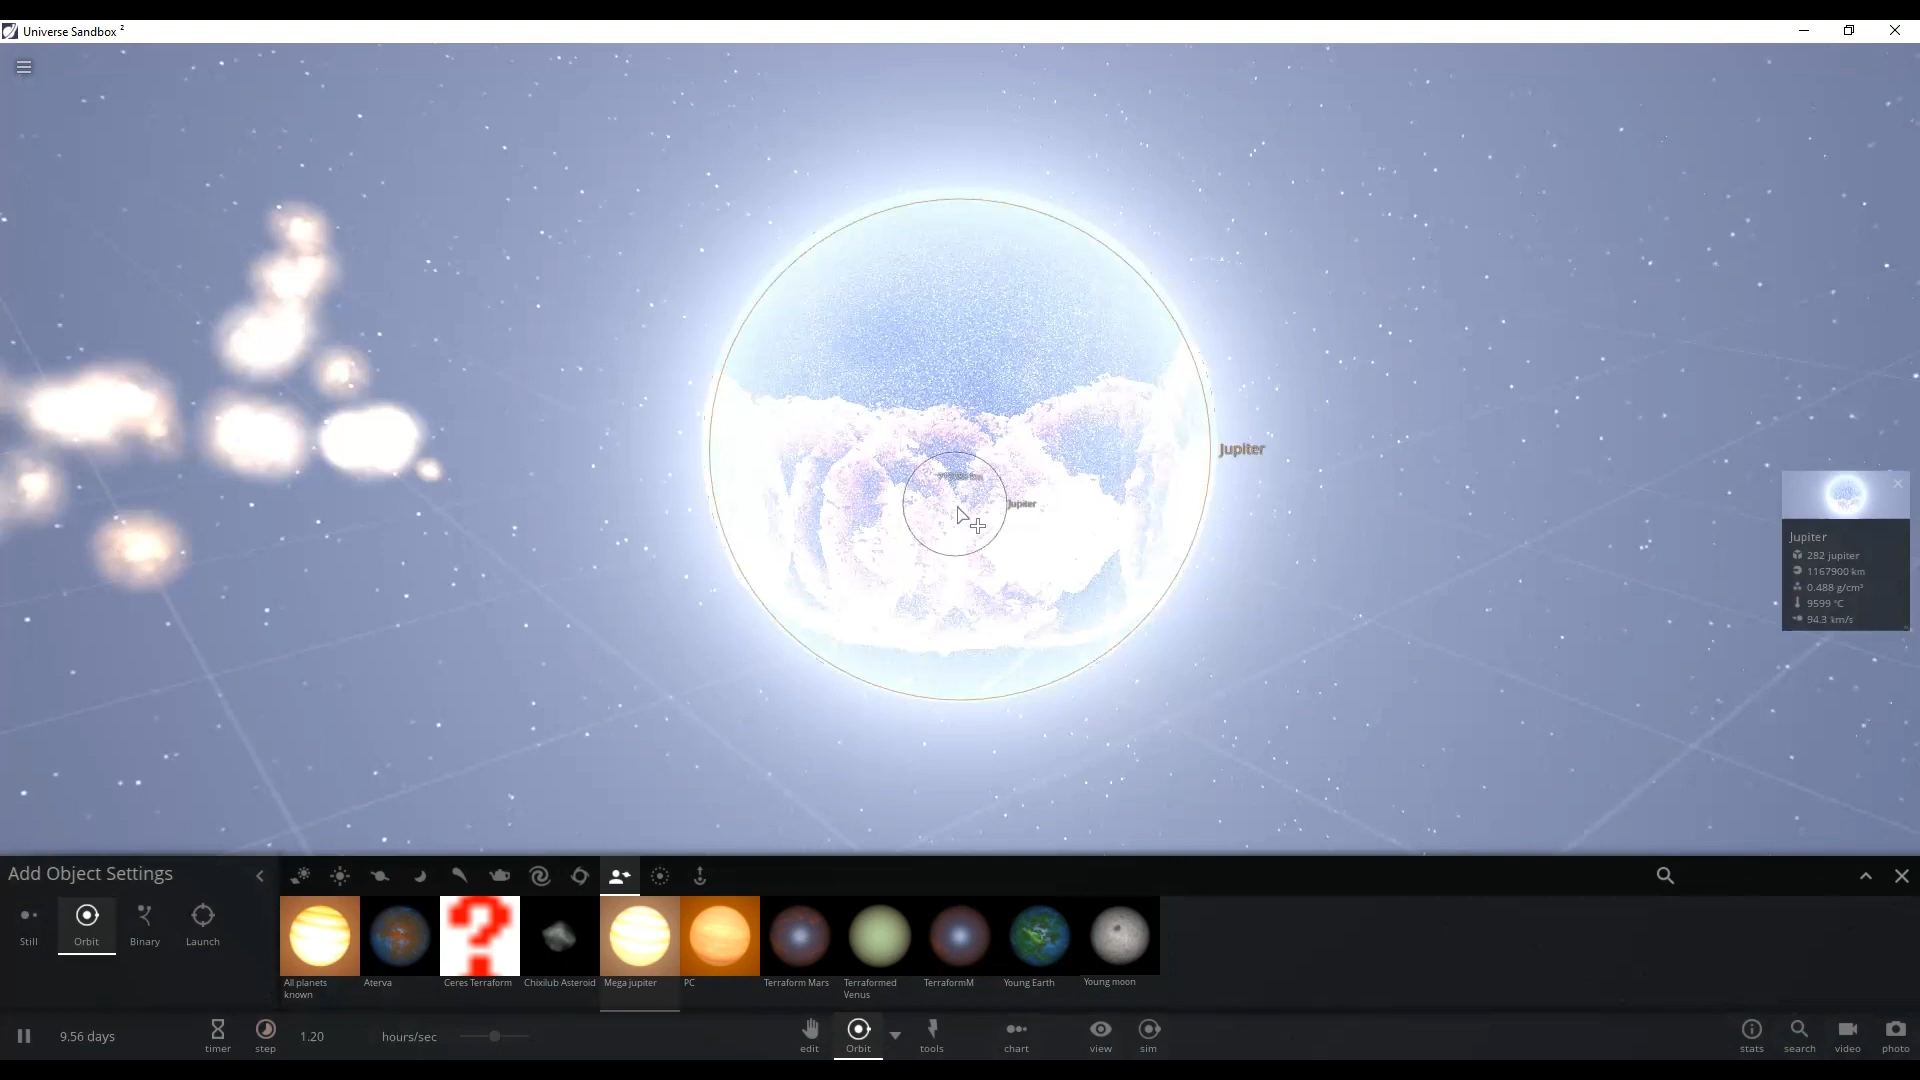 Universe Sandbox ²
Jupiter
Jupiter
Jupiter
282 jupiter
1167900 km
0.488 g/cm³
9599 °C
94.3 km/s
Add Object Settings
Still
Orbit
Binary
Launch
All planets known
Aterva
Ceres Terraform
Chixilub Asteroid
Mega jupiter
PC
Terraform Mars
Terraformed Venus
TerraformM
Young Earth
Young moon
9.56 days
timer
step
1.20
hours/sec
edit
Orbit
tools
chart
view
sim
stats
search
video
photo